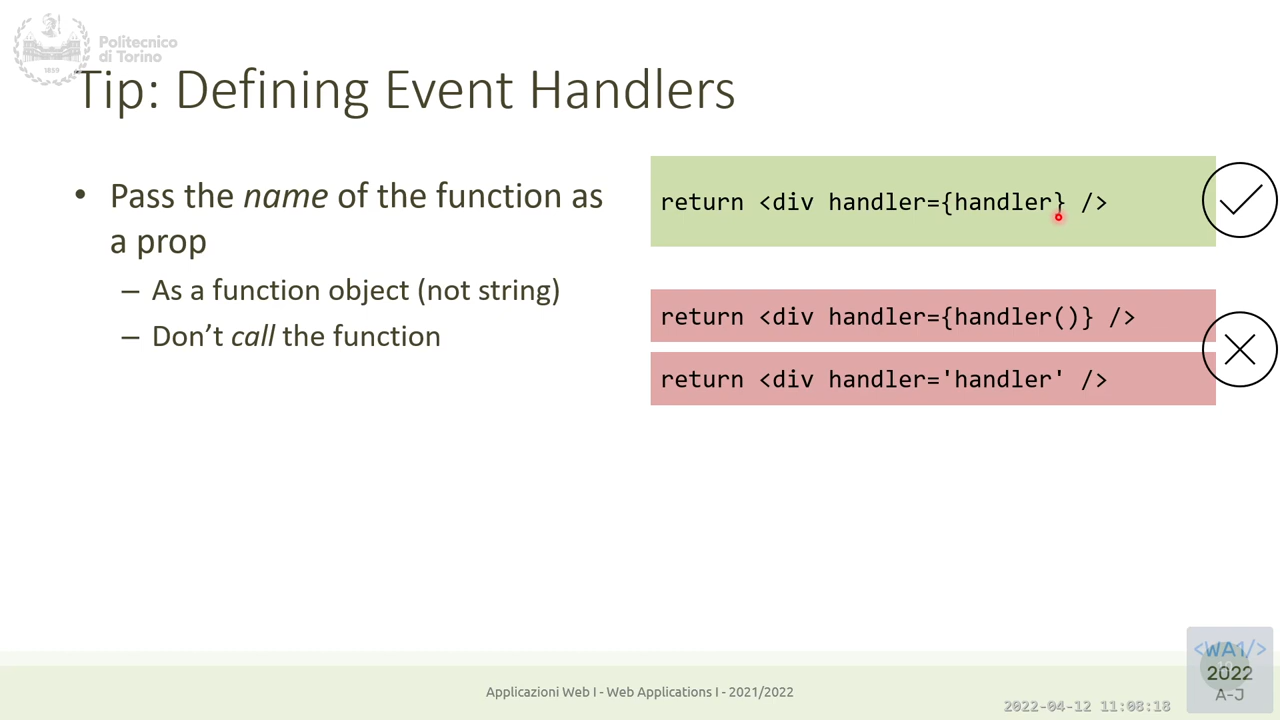 Politecnico
di Torino
1859
Tip: Defining Event Handlers
• Pass the name of the function as
a prop
– As a function object (not string)
– Don’t call the function
return <div handler={handler} />
return <div handler={handler()} />
return <div handler='handler' />
Applicazioni Web I - Web Applications I - 2021/2022
2022-04-12 11:08:18
<WA1/>
2022
A-J